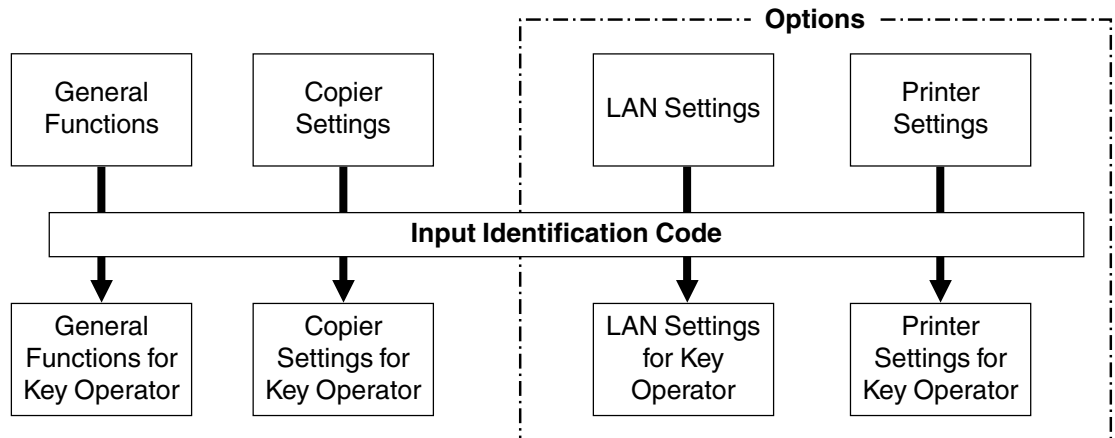 Options
General
Functions
Copier
Settings
LAN Settings
Printer
Settings
Input Identification Code
General
Functions for
Key Operator
Copier
Settings for
Key Operator
LAN Settings
for Key
Operator
Printer
Settings for
Key Operator